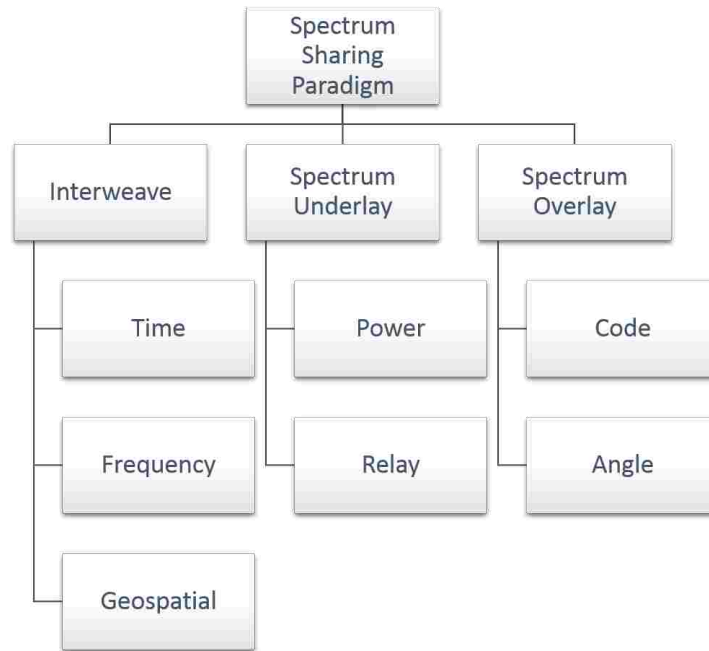 Spectrum
Sharing
Paradigm
Interweave
Spectrum
Underlay
Spectrum
Overlay
Time
Power
Code
Frequency
Relay
Angle
Geospatial